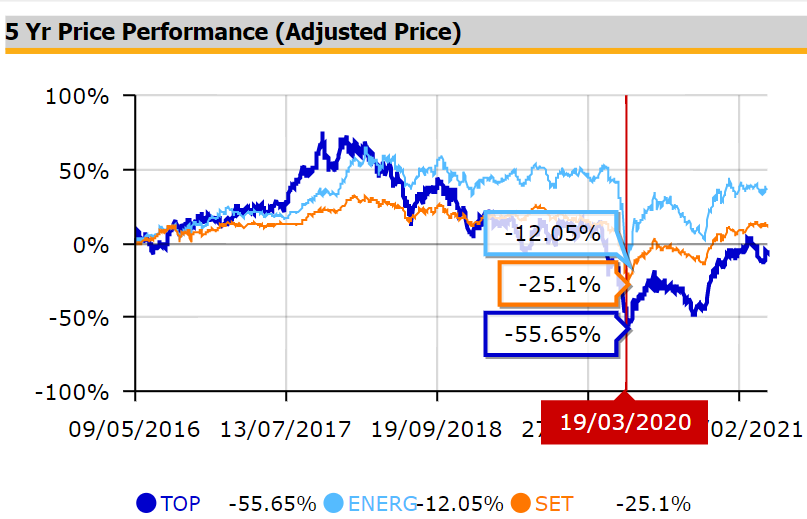 5 Yr Price Performance (Adjusted Price)
100%
50%
0%
-50%
-100%
-12.05%
-25.1%
-55.65%
09/05/2016 13/07/2017 19/09/2018 27 19/03/2020 /02/2021
TOP -55.65% ENERG -12.05% SET -25.1%